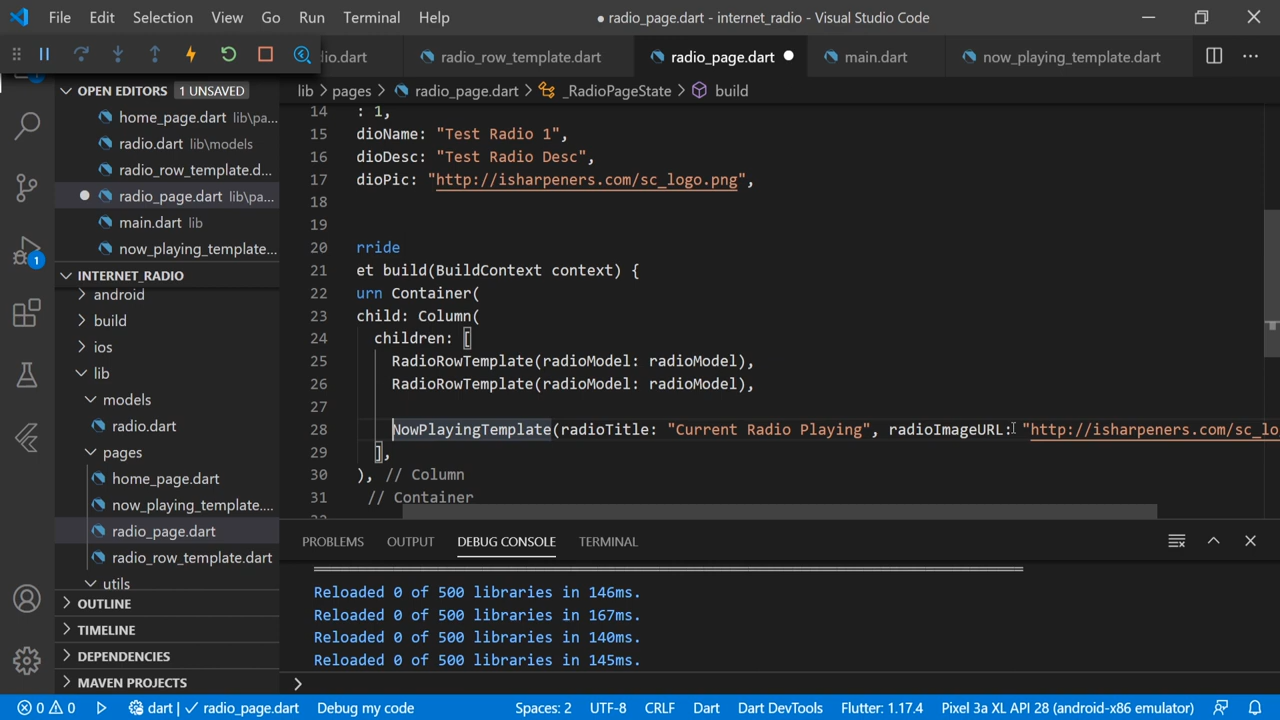 File Edit Selection View Go Run Terminal Help
● radio_page.dart - internet_radio - Visual Studio Code
dio.dart
radio_row_template.dart
radio_page.dart
main.dart
now_playing_template.dart
OPEN EDITORS 1 UNSAVED
home_page.dart lib\pa...
radio.dart lib\models
radio_row_template.d...
radio_page.dart lib\pa...
main.dart lib
now_playing_template...
INTERNET_RADIO
android
build
ios
lib
models
radio.dart
pages
home_page.dart
now_playing_template....
radio_page.dart
radio_row_template.dart
utils
OUTLINE
TIMELINE
DEPENDENCIES
MAVEN PROJECTS
1
lib > pages > radio_page.dart > _RadioPageState > build
14 : 1,
15 dioName: "Test Radio 1",
16 dioDesc: "Test Radio Desc",
17 dioPic: "http://isharpeners.com/sc_logo.png",
18
19
20 rride
21 et build(BuildContext context) {
22 urn Container(
23 child: Column(
24 children: [
25 RadioRowTemplate(radioModel: radioModel),
26 RadioRowTemplate(radioModel: radioModel),
27
28 NowPlayingTemplate(radioTitle: "Current Radio Playing", radioImageURL: "http://isharpeners.com/sc_lo
29 ],
30 ), // Column
31 // Container
PROBLEMS OUTPUT DEBUG CONSOLE TERMINAL
Reloaded 0 of 500 libraries in 146ms.
Reloaded 0 of 500 libraries in 167ms.
Reloaded 0 of 500 libraries in 140ms.
Reloaded 0 of 500 libraries in 145ms.
0 0 dart | ✓ radio_page.dart Debug my code Spaces: 2 UTF-8 CRLF Dart Dart DevTools Flutter: 1.17.4 Pixel 3a XL API 28 (android-x86 emulator)